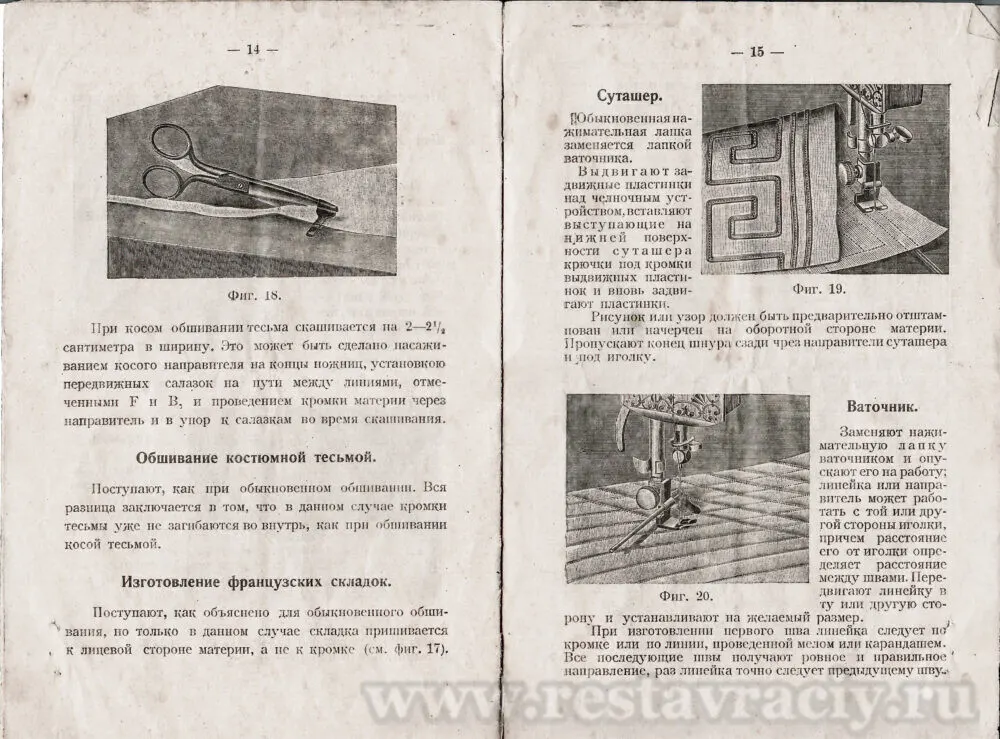 — 14 —
Фиг. 18.
При косом обшивании тесьма скашивается на 2—2½
сантиметра в ширину. Это может быть сделано насажи-
ванием косого направителя на концы ножниц, установкою
передвижных салазок на пути между линиями, отме-
ченными F и B, и проведением кромки материи через
направитель и в упор к салазкам во время скашивания.
Обшивание костюмной тесьмой.
Поступают, как при обыкновенном обшивании. Вся
разница заключается в том, что в данном случае кромки
тесьмы уже не загибаются во внутрь, как при обшивании
косой тесьмой.
Изготовление французских складок.
Поступают, как объяснено для обыкновенного обши-
вания, но только в данном случае складка пришивается
к лицевой стороне материи, а не к кромке (см. фиг. 17).
— 15 —
Суташер.
Обыкновенная на-
жимательная лапка
заменяется лапкой
ваточника.
Выдвигают за-
движные пластинки
над челночным уст-
ройством, вставляют
выступающие на
нижней поверх-
ности суташера
крючки под кромки
выдвижных пласти-
нок и вновь задви-
гают пластинки.
Фиг. 19.
Рисунок или узор должен быть предварительно отштам-
пован или начерчен на оборотной стороне материи.
Пропускают конец шнура сзади чрез направители суташера
и под иголку.
Фиг. 20.
Ваточник.
Заменяют нажи-
мательную лапку
ваточником и опу-
скают его на работу;
линейка или напра-
витель может рабо-
тать с той или дру-
гой стороны иголки,
причем расстояние
его от иголки опре-
деляет расстояние
между швами. Пере-
двигают линейку в
ту или другую сто-
рону и устанавливают на желаемый размер.
При изготовлении первого шва линейка следует по
кромке или по линии, проведенной мелом или карандашем.
Все последующие швы получают ровное и правильное
направление, раз линейка точно следует предыдущему шву.
www.restavraciy.ru